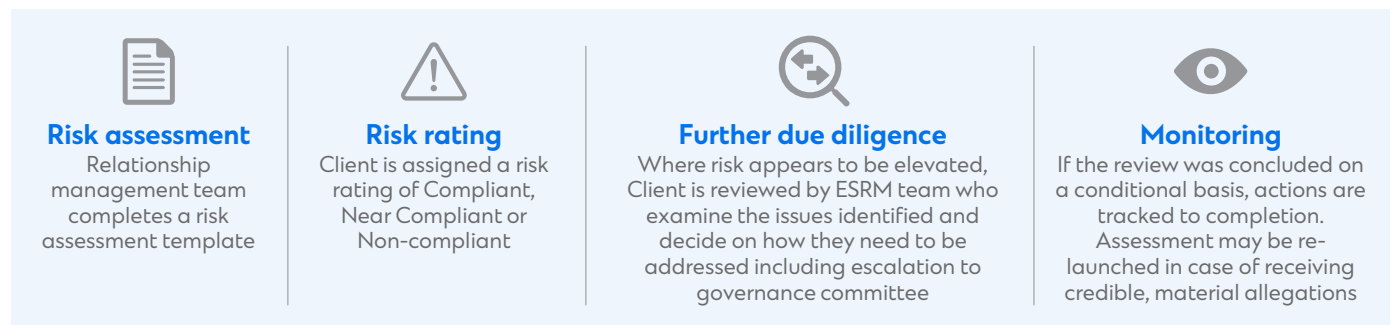 Risk assessment
Relationship
management team
completes a risk
assessment template
Risk rating
Client is assigned a risk
rating of Compliant,
Near Compliant or
Non-compliant
Further due diligence
Where risk appears to be elevated,
Client is reviewed by ESRM team who
examine the issues identified and
decide on how they need to be
addressed including escalation to
governance committee
Monitoring
If the review was concluded on
a conditional basis, actions are
tracked to completion.
Assessment may be re-
launched in case of receiving
credible, material allegations